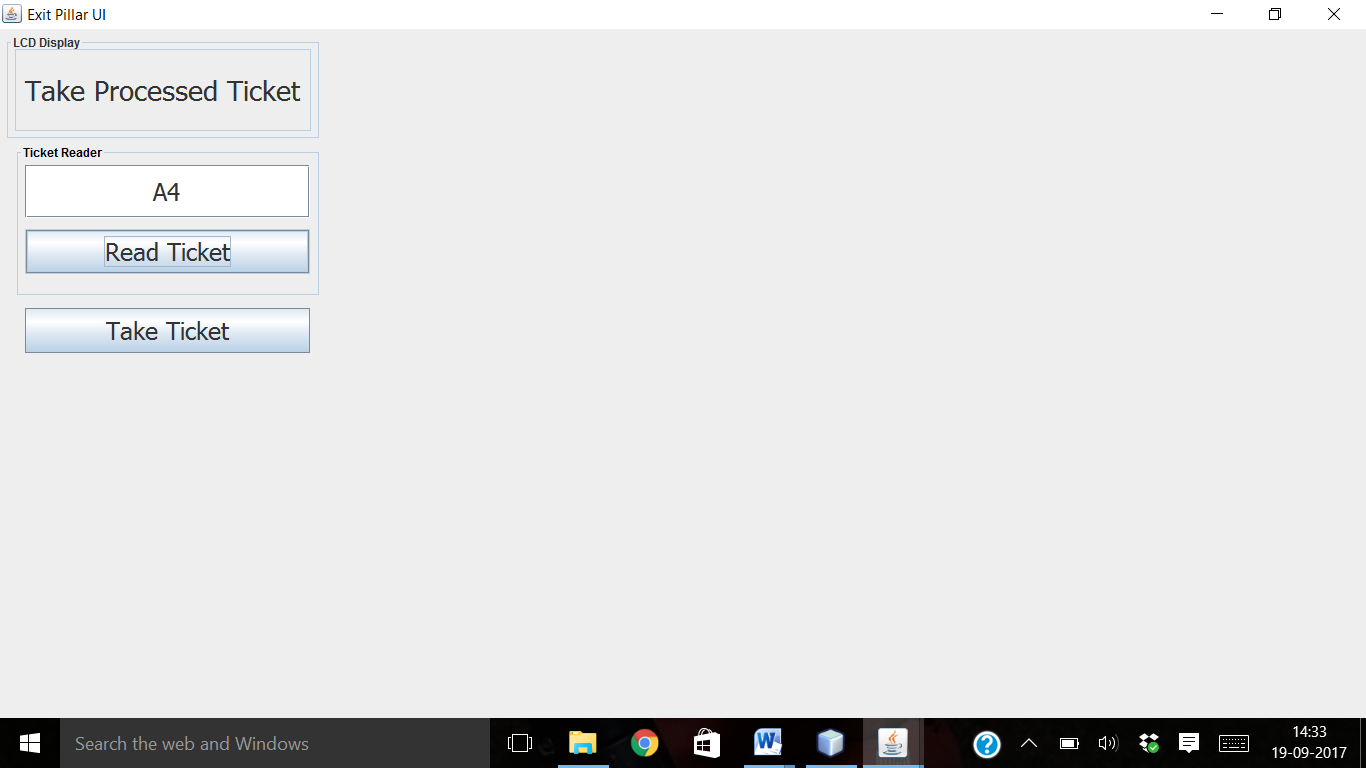 Exit Pillar UI
LCD Display
Take Processed Ticket
Ticket Reader
A4
Read Ticket
Take Ticket
Search the web and Windows
14:33
19-09-2017